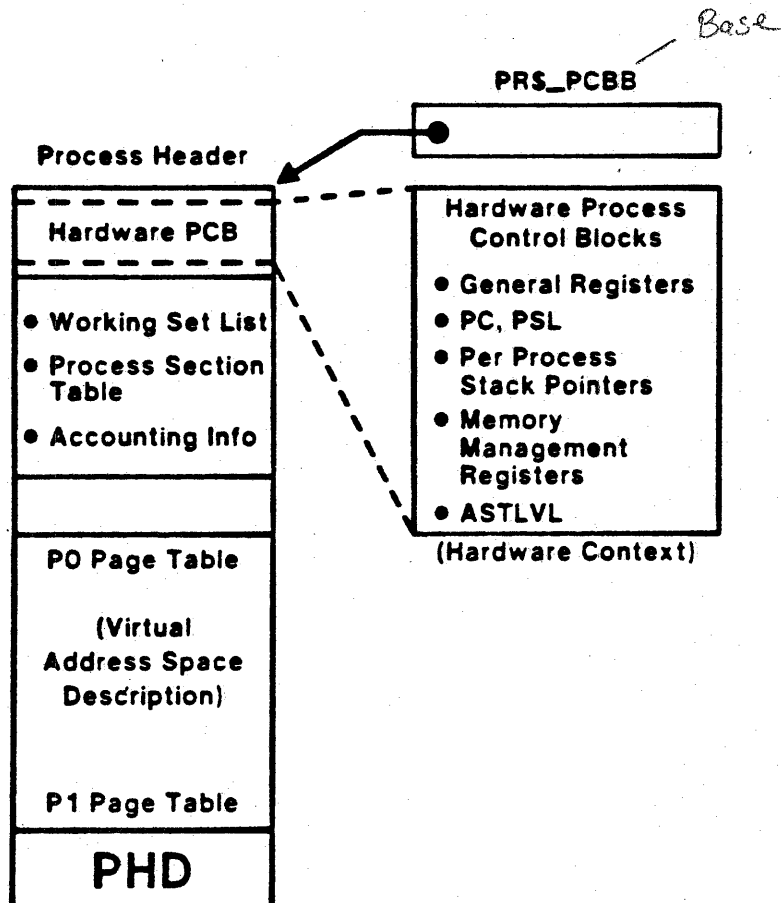 Base
PR$_PCBB
Process Header
Hardware PCB
● Working Set List
● Process Section
Table
● Accounting Info
P0 Page Table
(Virtual
Address Space
Description)
P1 Page Table
PHD
Hardware Process
Control Blocks
● General Registers
● PC, PSL
● Per Process
Stack Pointers
● Memory
Management
Registers
● ASTLVL
(Hardware Context)